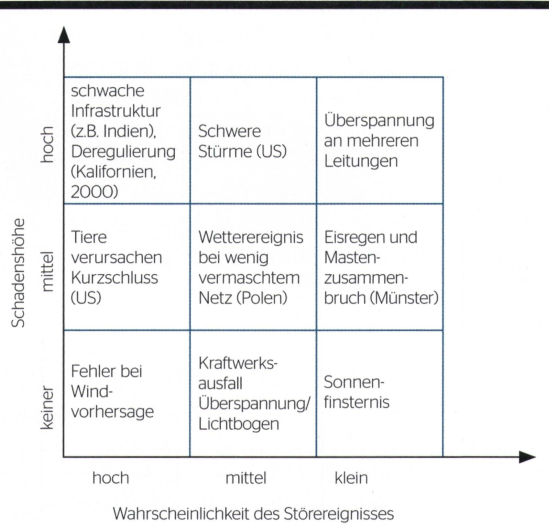 schwache
Infrastruktur
(z.B. Indien),
Deregulierung
(Kalifornien,
2000)
Schwere
Stürme (US)
Überspannung
an mehreren
Leitungen
hoch
Tiere
verursachen
Kurzschluss
(US)
Wetterereignis
bei wenig
vermaschtem
Netz (Polen)
Eisregen und
Masten-
zusammen-
bruch (Münster)
mittel
Schadenshöhe
Fehler bei
Wind-
vorhersage
Kraftwerks-
ausfall
Überspannung/
Lichtbogen
Sonnen-
finsternis
keiner
hoch mittel klein
Wahrscheinlichkeit des Störereignisses